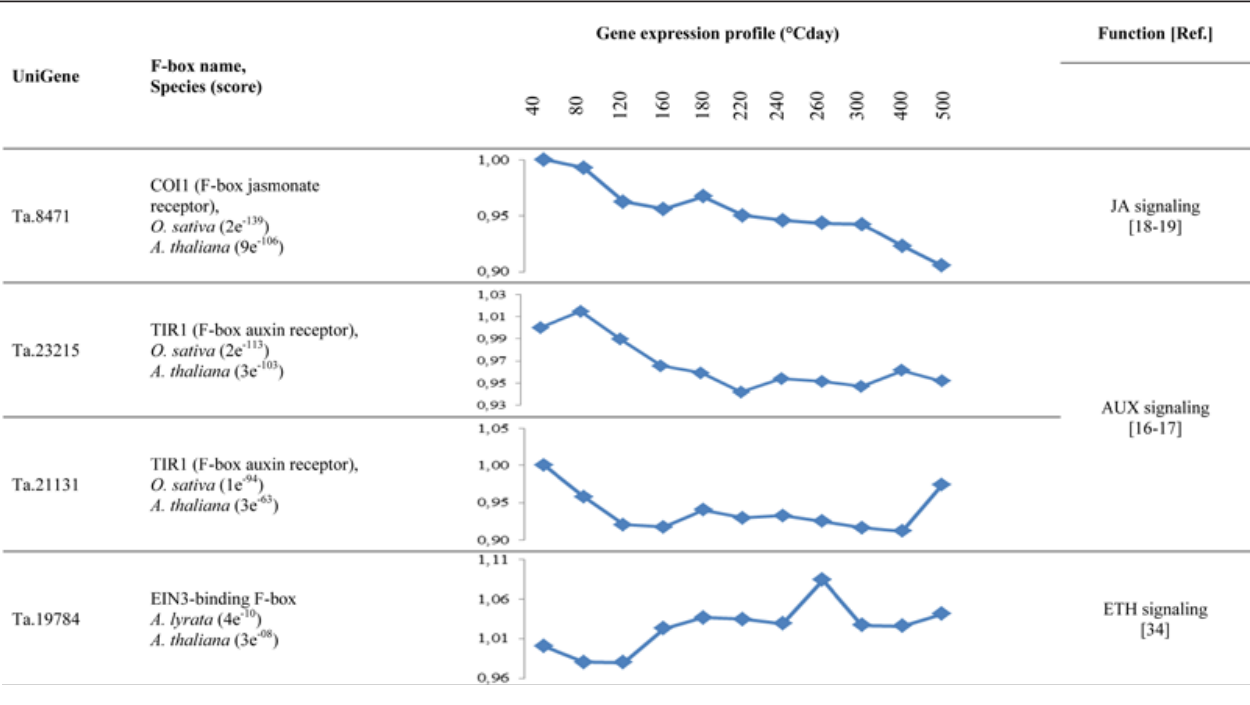 Gene expression profile (°Cday)
Function [Ref.]
UniGene
F-box name,
Species (score)
40 80 120 160 180 220 240 260 300 400 500
Ta.8471
COI1 (F-box jasmonate
receptor),
O. sativa (2e-139)
A. thaliana (9e-106)
1,00
0,95
0,90
JA signaling
[18-19]
Ta.23215
TIR1 (F-box auxin receptor),
O. sativa (2e-113)
A. thaliana (3e-103)
1,03
1,01
0,99
0,97
0,95
0,93
AUX signaling
[16-17]
Ta.21131
TIR1 (F-box auxin receptor),
O. sativa (1e-94)
A. thaliana (3e-63)
1,05
1,00
0,95
0,90
Ta.19784
EIN3-binding F-box
A. lyrata (4e-10)
A. thaliana (3e-08)
1,11
1,06
1,01
0,96
ETH signaling
[34]